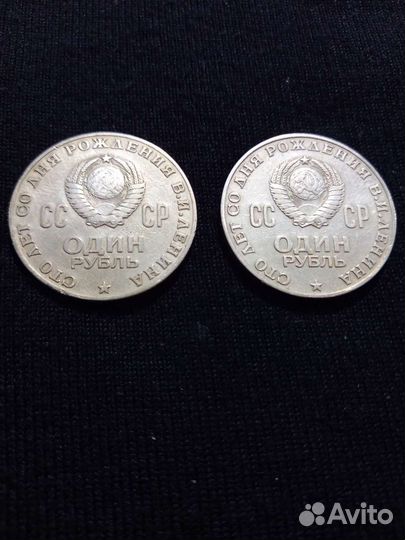 СТО ЛЕТ СО ДНЯ РОЖДЕНИЯ В.И.ЛЕНИНА
СС СР
ОДИН
РУБЛЬ
СТО ЛЕТ СО ДНЯ РОЖДЕНИЯ В.И.ЛЕНИНА
СС СР
ОДИН
РУБЛЬ
Avito